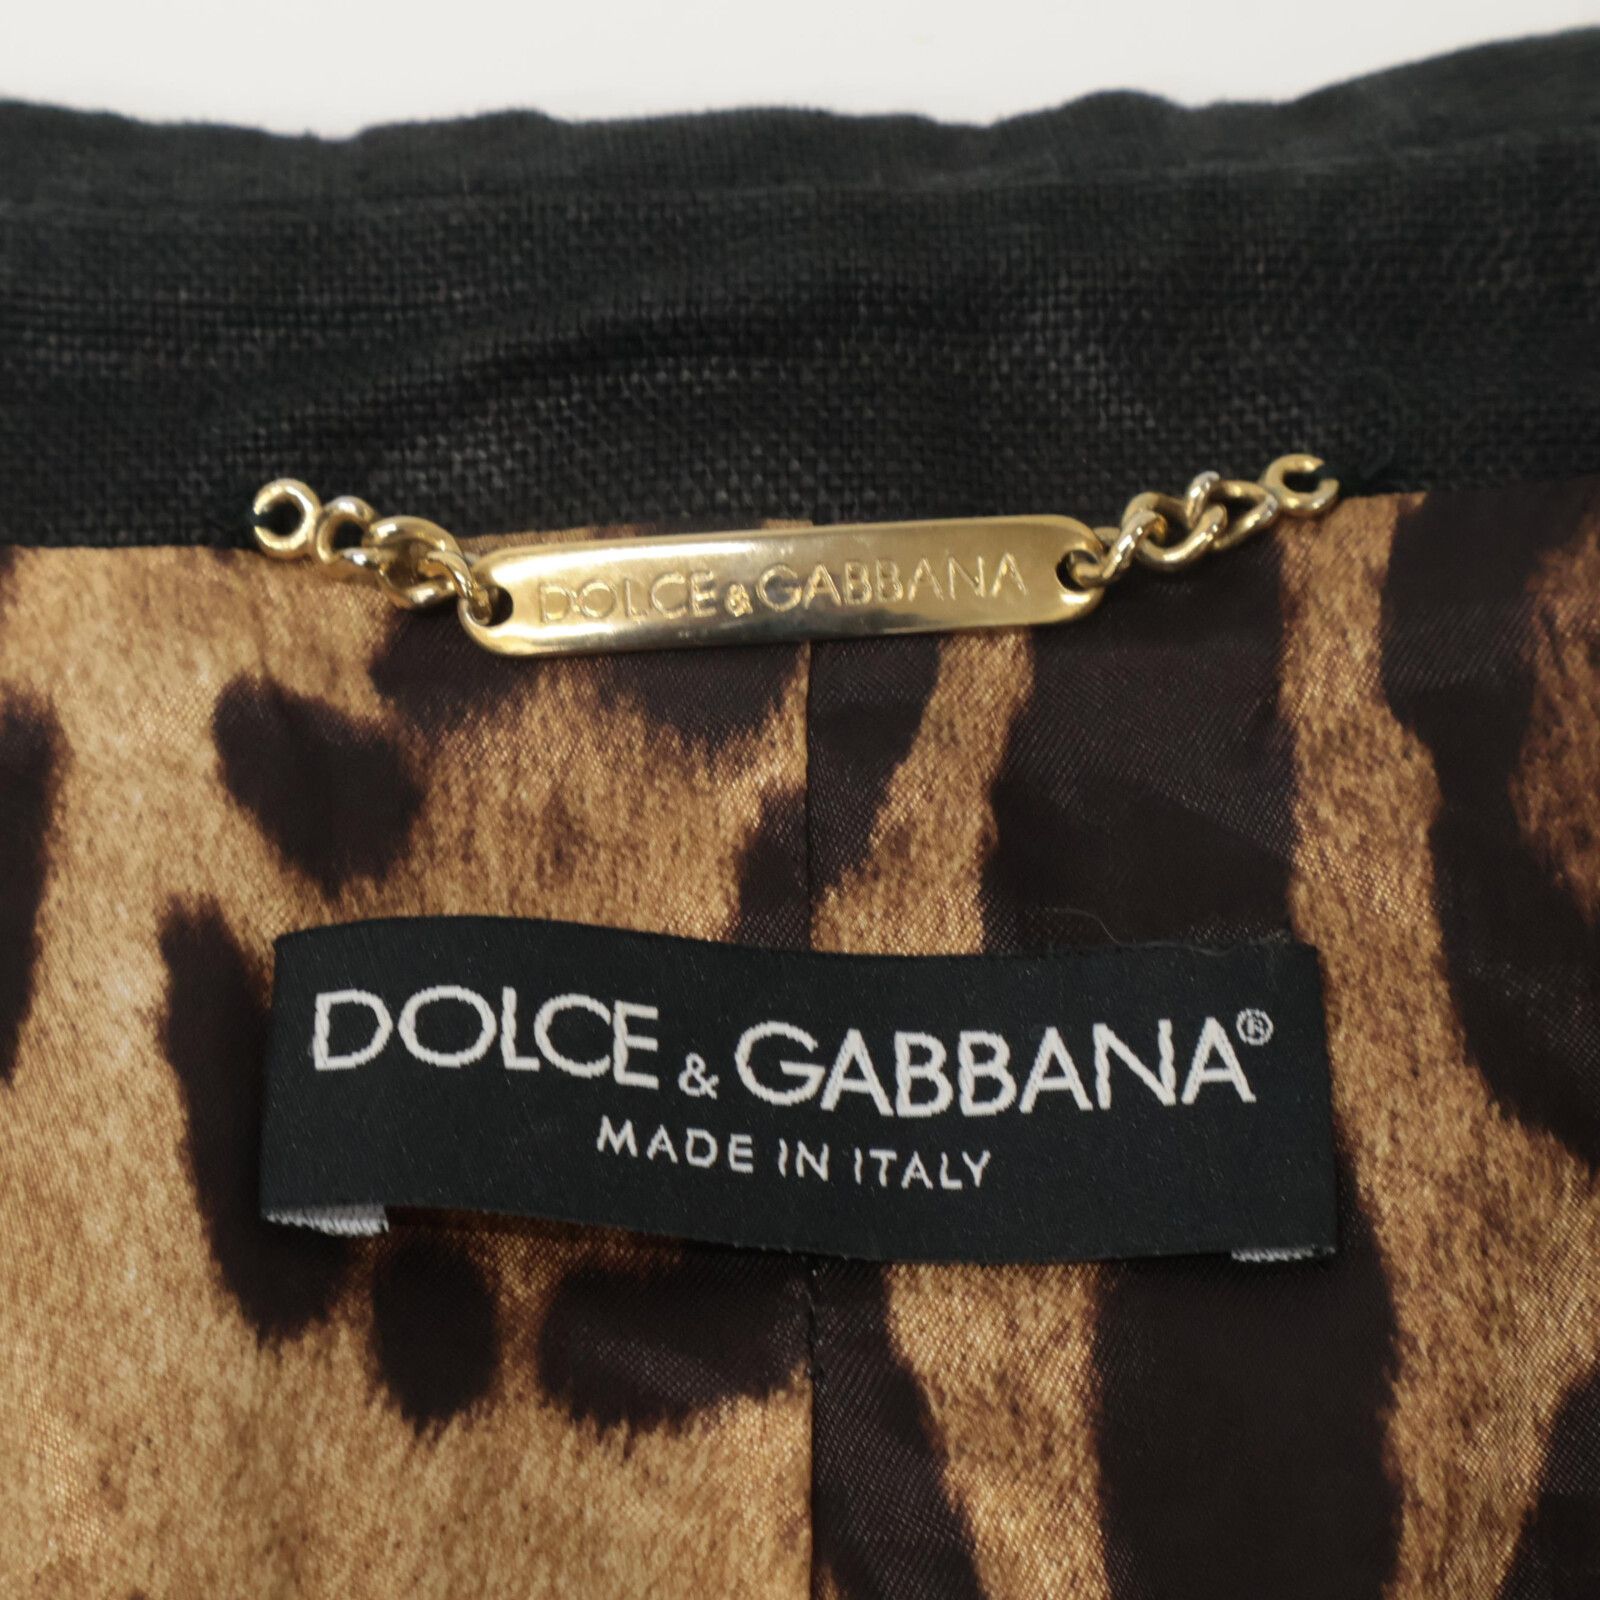 DOLCE & GABBANA
DOLCE & GABBANA®
MADE IN ITALY